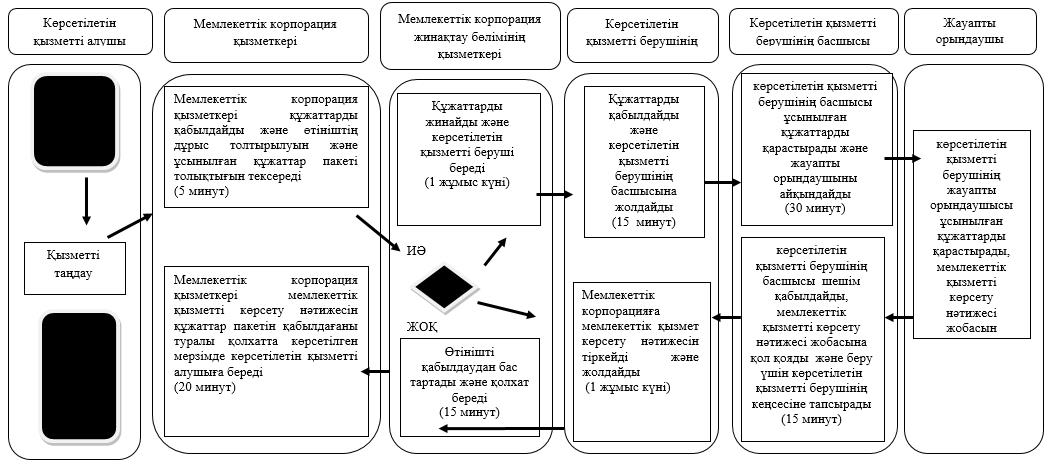 Көрсетілетін
қызметті алушы
Мемлекеттік корпорация
қызметкері
Мемлекеттік корпорация
жинақтау бөлімінің
қызметкері
Көрсетілетін
қызметті берушінің
Көрсетілетін қызметті
берушінің басшысы
Жауапты
орындаушы
Қызметті
таңдау
Мемлекеттік корпорация
қызметкері құжаттарды
қабылдайды және өтініштің
дұрыс толтырылуын және
ұсынылған құжаттар пакеті
толықтығын тексереді
(5 минут)
Мемлекеттік корпорация
қызметкері мемлекеттік
қызметті көрсету нәтижесін
құжаттар пакетін қабылдағаны
туралы қолхатта көрсетілген
мерзімде көрсетілетін қызметті
алушыға береді
(20 минут)
Құжаттарды
жинайды және
көрсетілетін
қызметті беруші
береді
(1 жұмыс күні)
ИӘ
ЖОҚ
Өтінішті
қабылдаудан бас
тартады және қолхат
береді
(15 минут)
Құжаттарды
қабылдайды
және
көрсетілетін
қызметті
берушінің
басшысына
жолдайды
(15 минут)
Мемлекеттік
корпорацияға
мемлекеттік қызмет
көрсету нәтижесін
тіркейді және
жолдайды
(1 жұмыс күні)
көрсетілетін қызметті
берушінің басшысы
ұсынылған
құжаттарды
қарастырады және
жауапты
орындаушыны
айқындайды
(30 минут)
көрсетілетін
қызметті берушінің
басшысы шешім
қабылдайды,
мемлекеттік
қызметті көрсету
нәтижесі жобасына
қол қояды және беру
үшін көрсетілетін
қызметті берушінің
кеңсесіне тапсырады
(15 минут)
көрсетілетін
қызметті
берушінің
жауапты
орындаушысы
ұсынылған
құжаттарды
қарастырады,
мемлекеттік
қызметті
көрсету
нәтижесі
жобасын